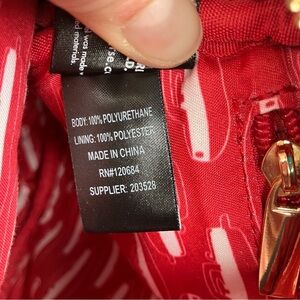 BODY: 100% POLYURETHANE
LINING: 100% POLYESTER
MADE IN CHINA
RN#120684
SUPPLIER: 203528